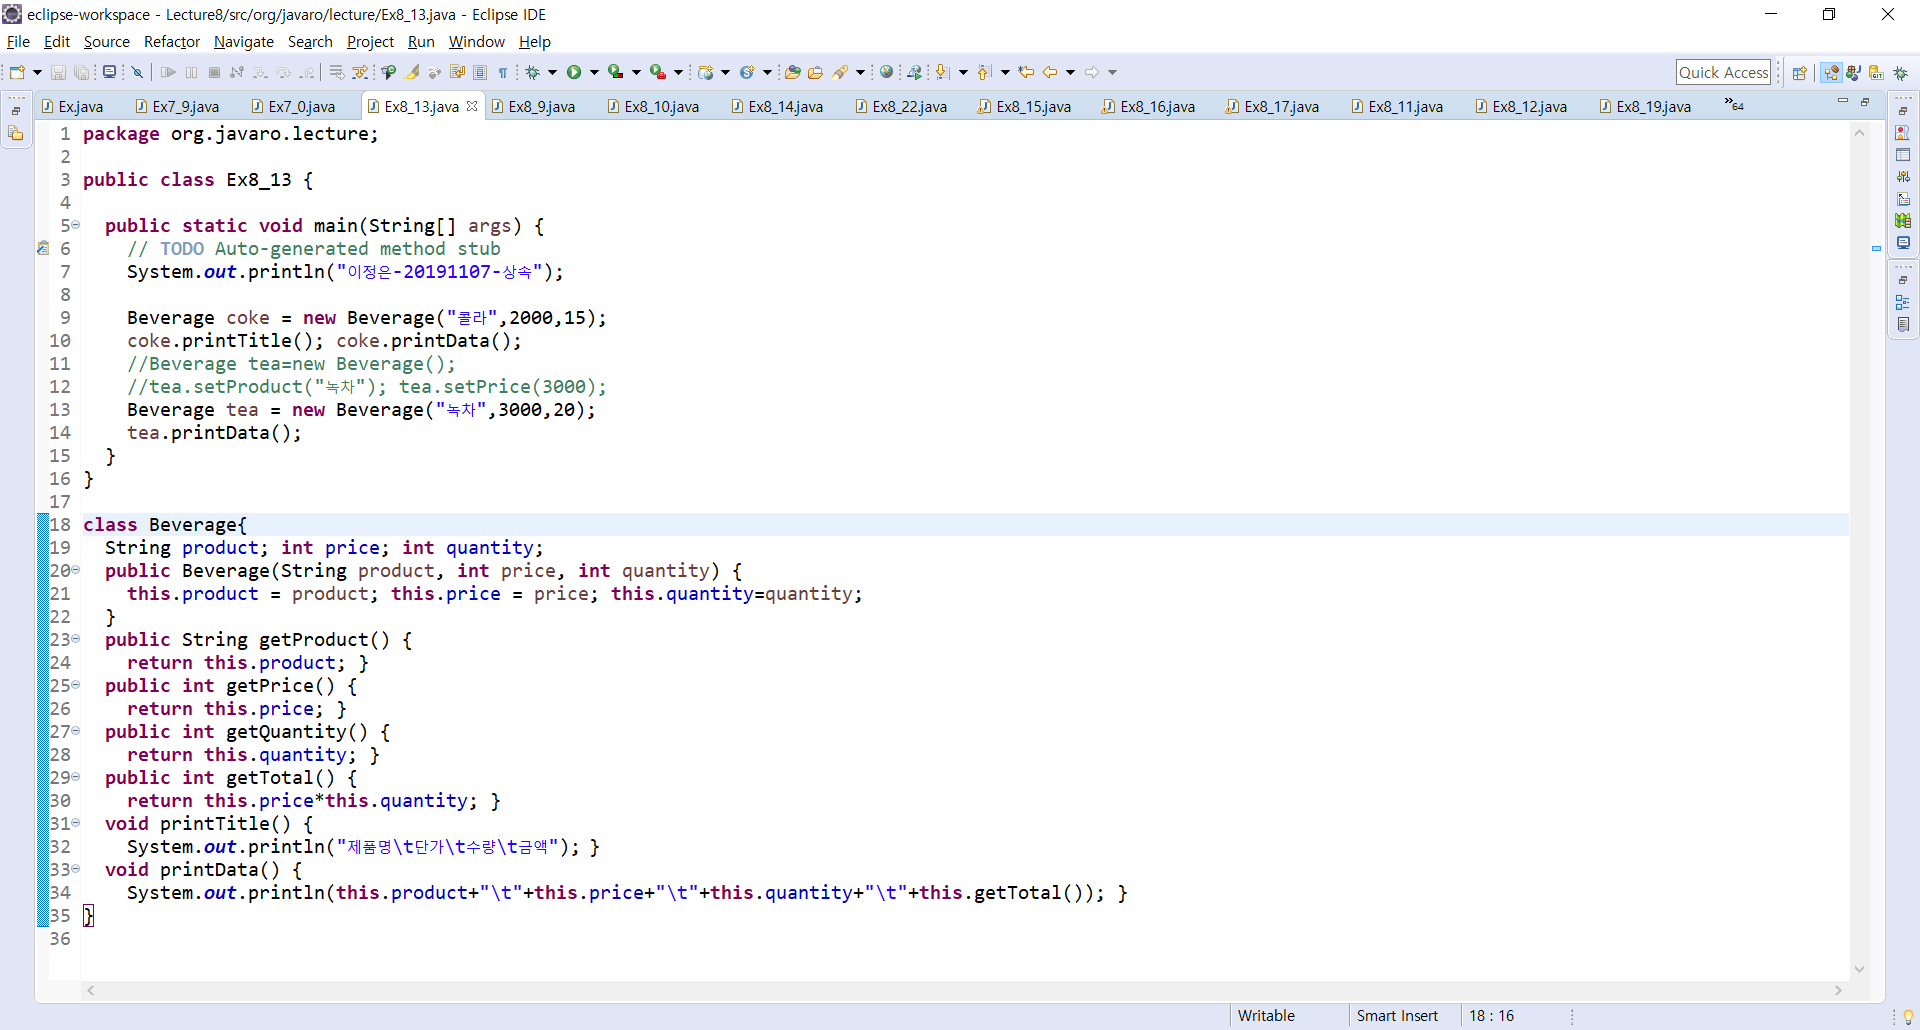 eclipse-workspace - Lecture8/src/org/javaro/lecture/Ex8_13.java - Eclipse IDE
File Edit Source Refactor Navigate Search Project Run Window Help
Quick Access
Ex.java Ex7_9.java Ex7_0.java Ex8_13.java Ex8_9.java Ex8_10.java Ex8_14.java Ex8_22.java Ex8_15.java Ex8_16.java Ex8_17.java Ex8_11.java Ex8_12.java Ex8_19.java »64
1 package org.javaro.lecture;
2
3 public class Ex8_13 {
4
5 public static void main(String[] args) {
6 // TODO Auto-generated method stub
7 System.out.println("이정은-20191107-상속");
8
9 Beverage coke = new Beverage("콜라",2000,15);
10 coke.printTitle(); coke.printData();
11 //Beverage tea=new Beverage();
12 //tea.setProduct("녹차"); tea.setPrice(3000);
13 Beverage tea = new Beverage("녹차",3000,20);
14 tea.printData();
15 }
16 }
17
18 class Beverage{
19 String product; int price; int quantity;
20 public Beverage(String product, int price, int quantity) {
21 this.product = product; this.price = price; this.quantity=quantity;
22 }
23 public String getProduct() {
24 return this.product; }
25 public int getPrice() {
26 return this.price; }
27 public int getQuantity() {
28 return this.quantity; }
29 public int getTotal() {
30 return this.price*this.quantity; }
31 void printTitle() {
32 System.out.println("제품명\t단가\t수량\t금액"); }
33 void printData() {
34 System.out.println(this.product+"\t"+this.price+"\t"+this.quantity+"\t"+this.getTotal()); }
35 }
36
Writable Smart Insert 18 : 16